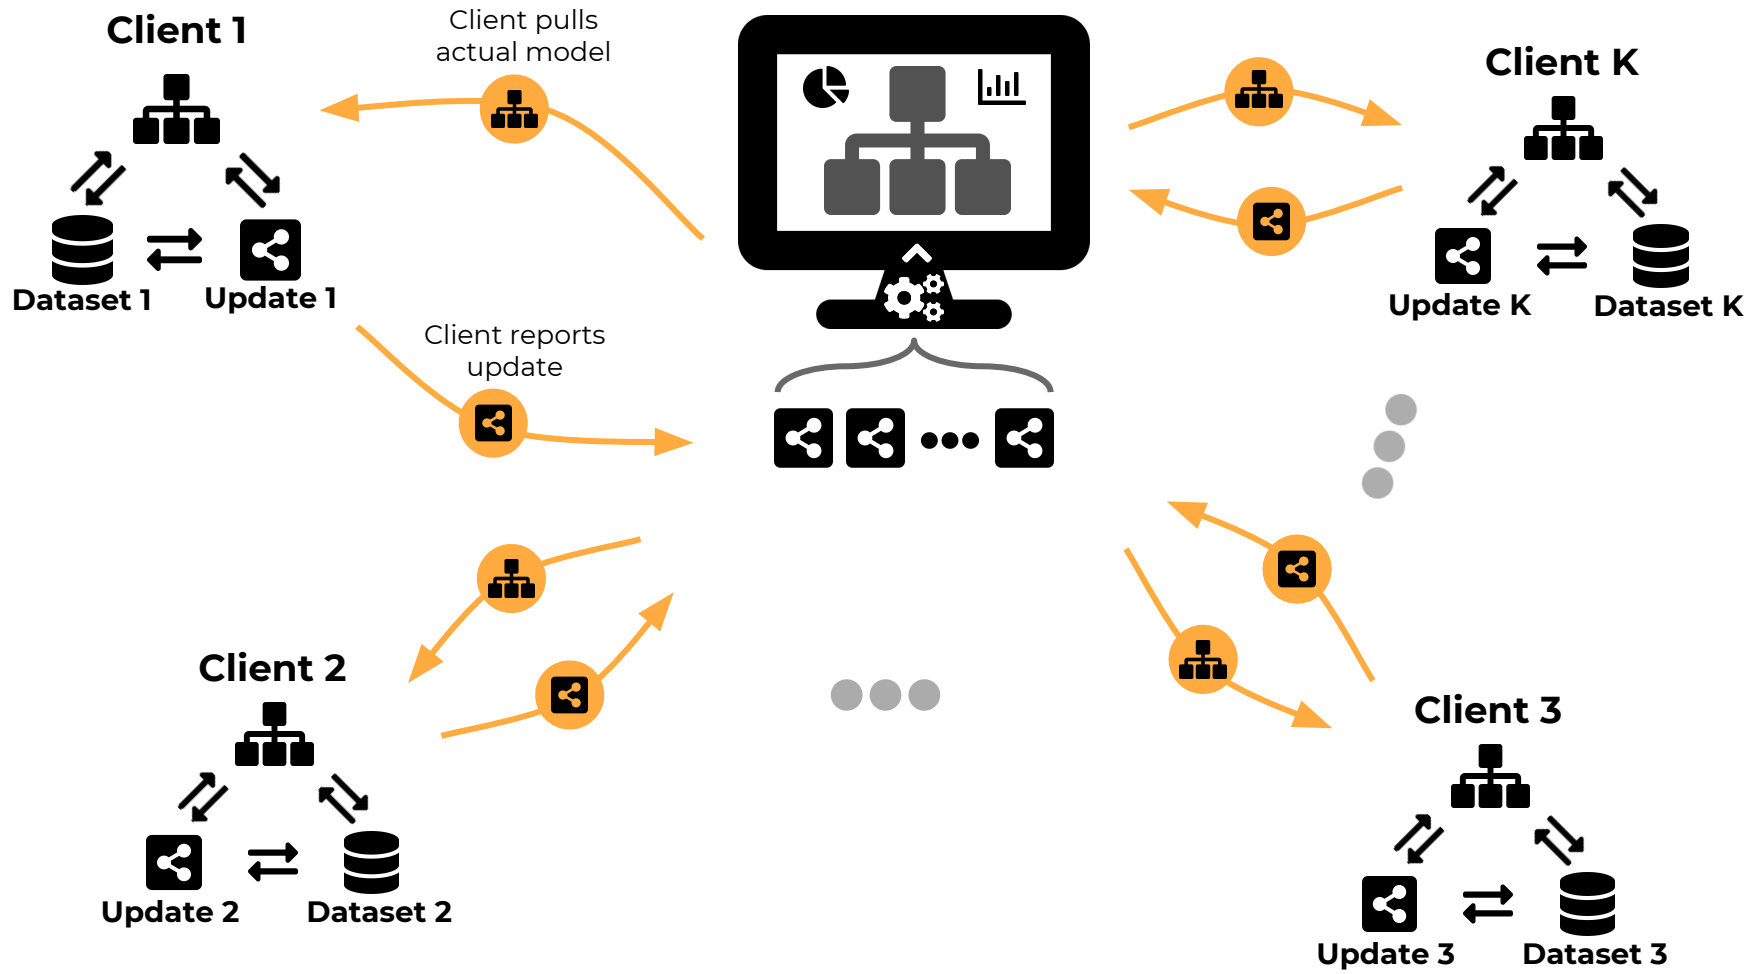 Client 1
Client pulls
actual model
Client K
Dataset 1
Update 1
Update K
Dataset K
Client reports
update
Client 2
Client 3
Update 2
Dataset 2
Update 3
Dataset 3